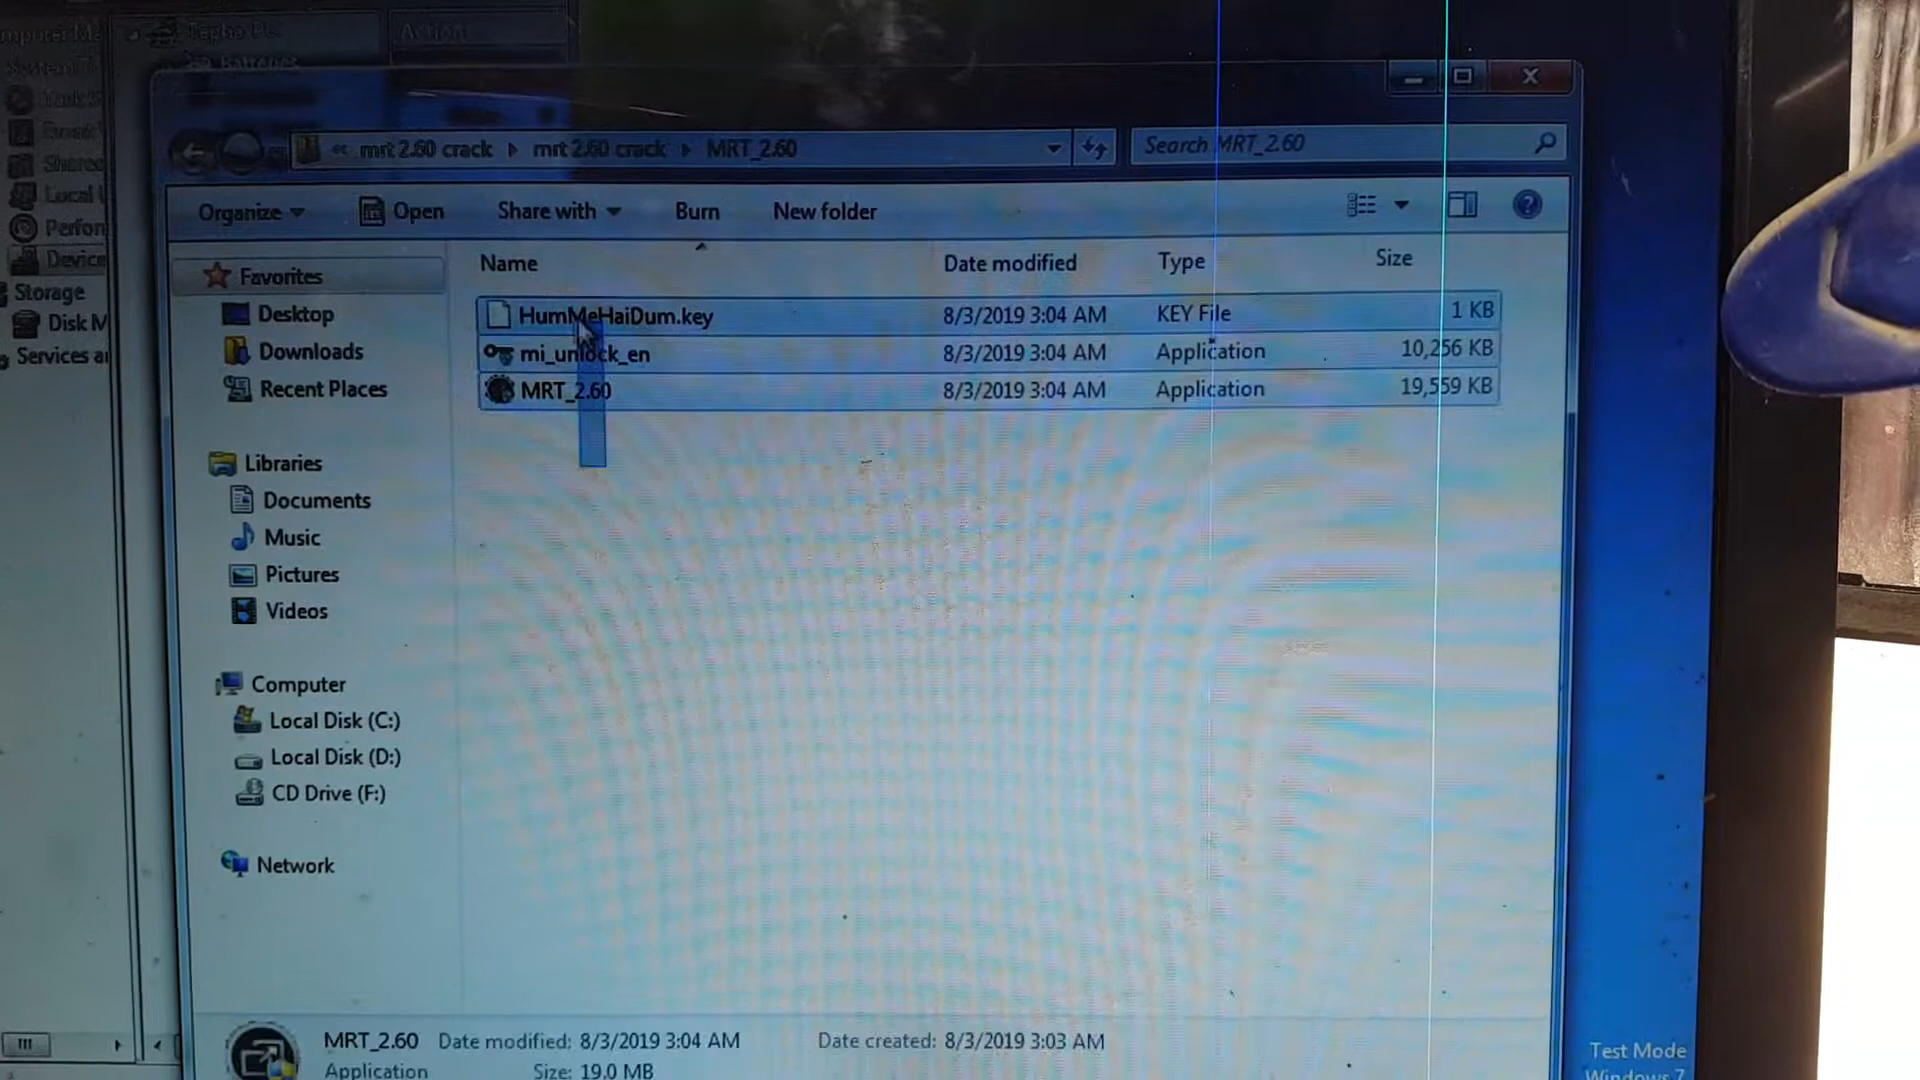 Action
mrt 2.60 crack
mrt 2.60 crack
MRT_2.60
Search MRT_2.60
Organize
Open
Share with
Burn
New folder
Name
Date modified
Type
Size
HumMeHaiDum.key
8/3/2019 3:04 AM
KEY File
1 KB
mi_unlock_en
8/3/2019 3:04 AM
Application
10,256 KB
MRT_2.60
8/3/2019 3:04 AM
Application
19,559 KB
Favorites
Desktop
Downloads
Recent Places
Libraries
Documents
Music
Pictures
Videos
Computer
Local Disk (C:)
Local Disk (D:)
CD Drive (F:)
Network
Storage
Disk M
MRT_2.60
Date modified: 8/3/2019 3:04 AM
Date created: 8/3/2019 3:03 AM
Application
Size: 19.0 MB
Test Mode
Windows 7